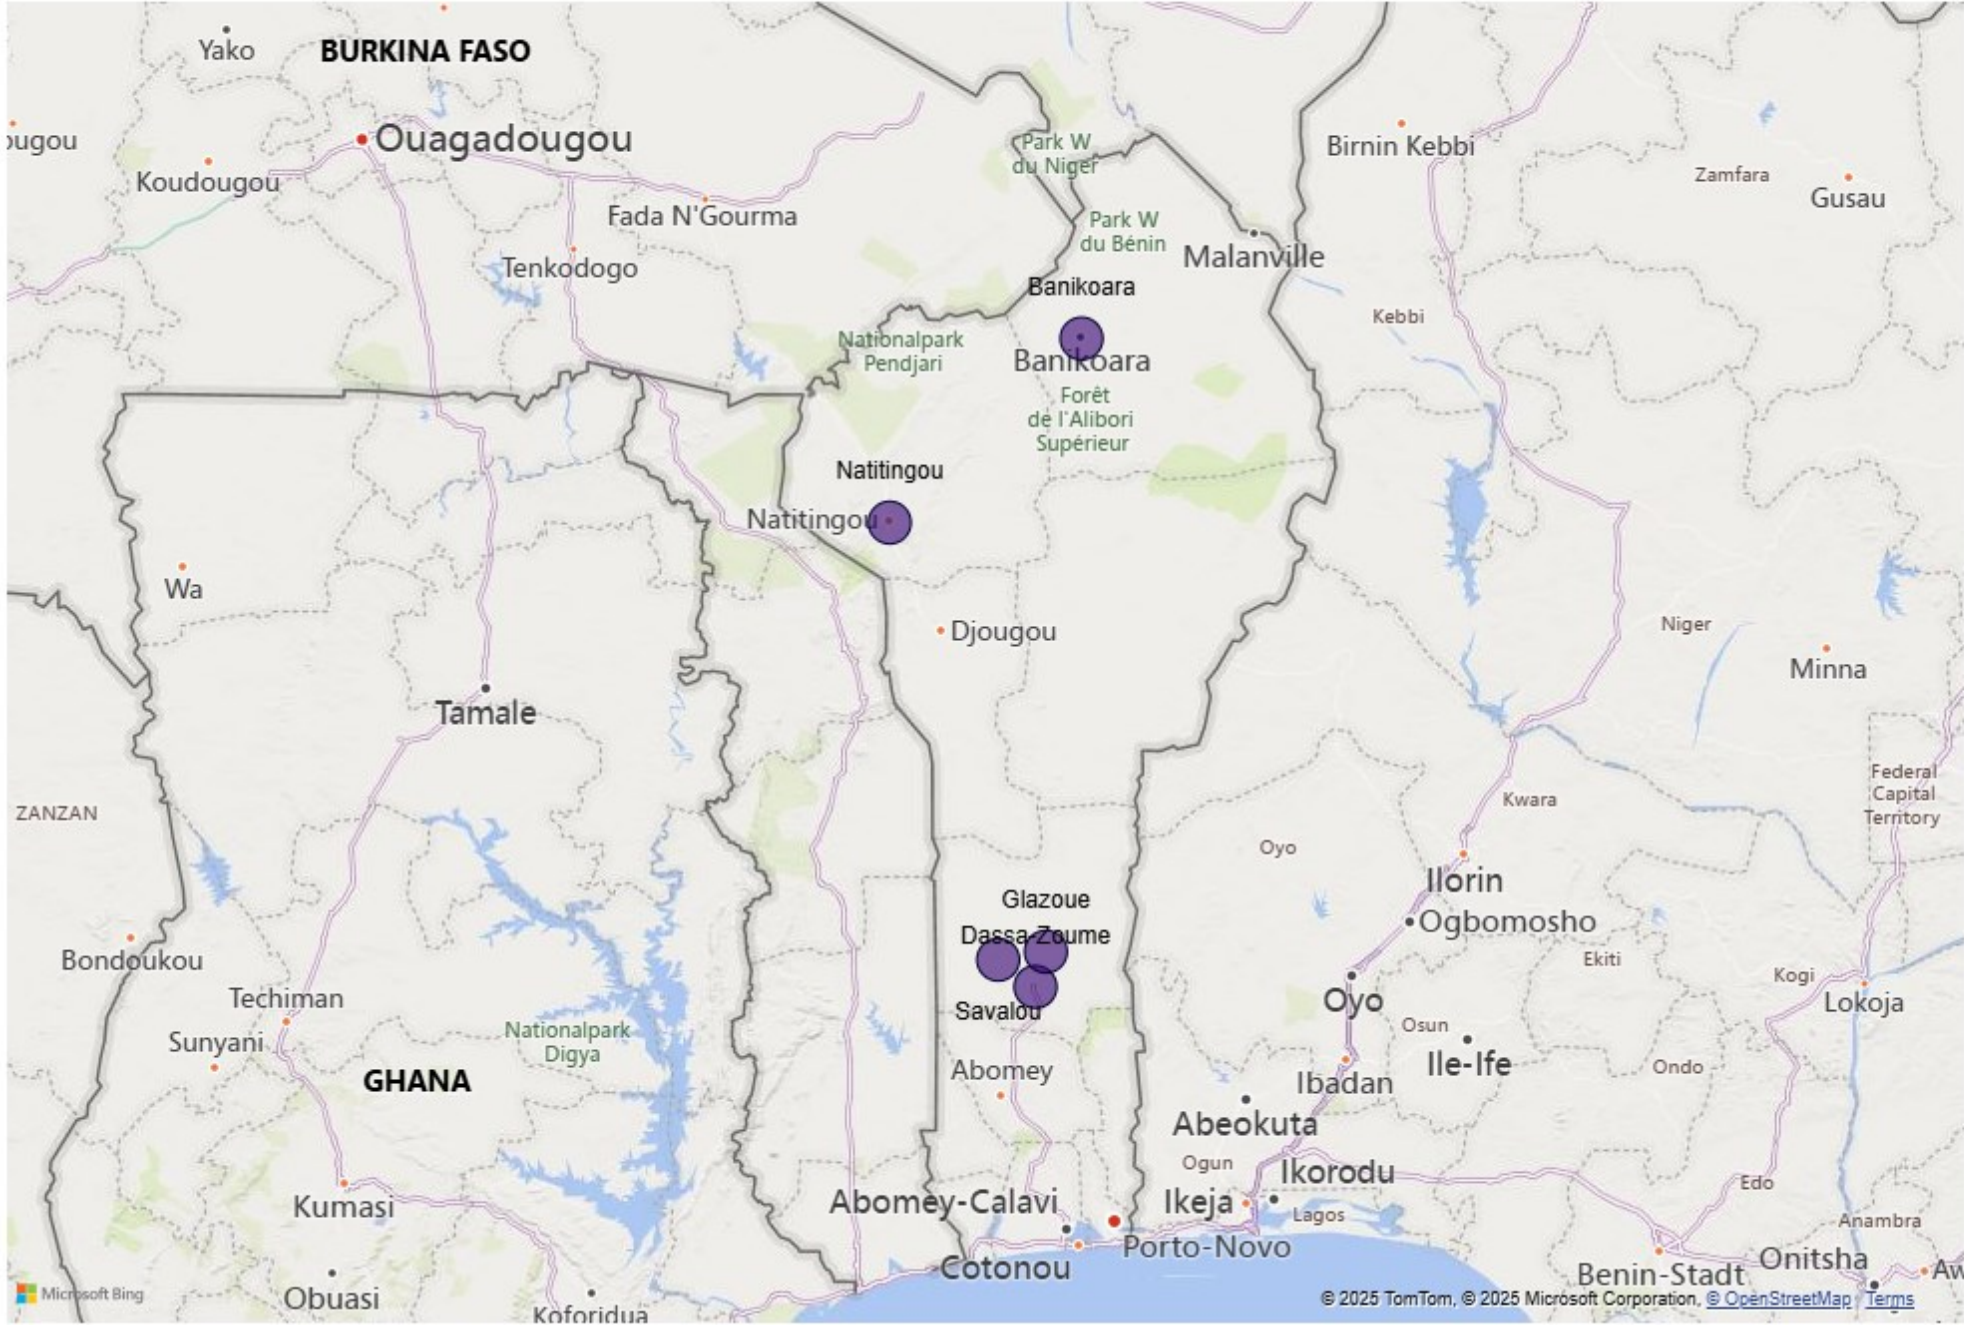 Yako
BURKINA FASO
Ouagadougou
ougou
Koudougou
Fada N'Gourma
Tenkodogo
Park W
du Niger
Park W
du Bénin
Malanville
Birnin Kebbi
Zamfara
Gusau
Kebbi
Banikoara
Banikoara
Nationalpark
Pendjari
Forêt
de l'Alibori
Supérieur
Natitingou
Natitingou
Wa
Djougou
Niger
Minna
Tamale
ZANZAN
Federal
Capital
Territory
Kwara
Oyo
Ilorin
Glazoue
Dassa-Zoume
Savalou
Ogbomosho
Ekiti
Kogi
Lokoja
Bondoukou
Techiman
Sunyani
Nationalpark
Digya
GHANA
Abomey
Oyo
Osun
Ile-Ife
Ondo
Ibadan
Abeokuta
Ogun
Ikorodu
Edo
Kumasi
Abomey-Calavi
Ikeja
Lagos
Anambra
Porto-Novo
Cotonou
Onitsha
Benin-Stadt
Aw
Microsoft Bing
Obuasi
Koforidua
© 2025 TomTom, © 2025 Microsoft Corporation, © OpenStreetMap Terms